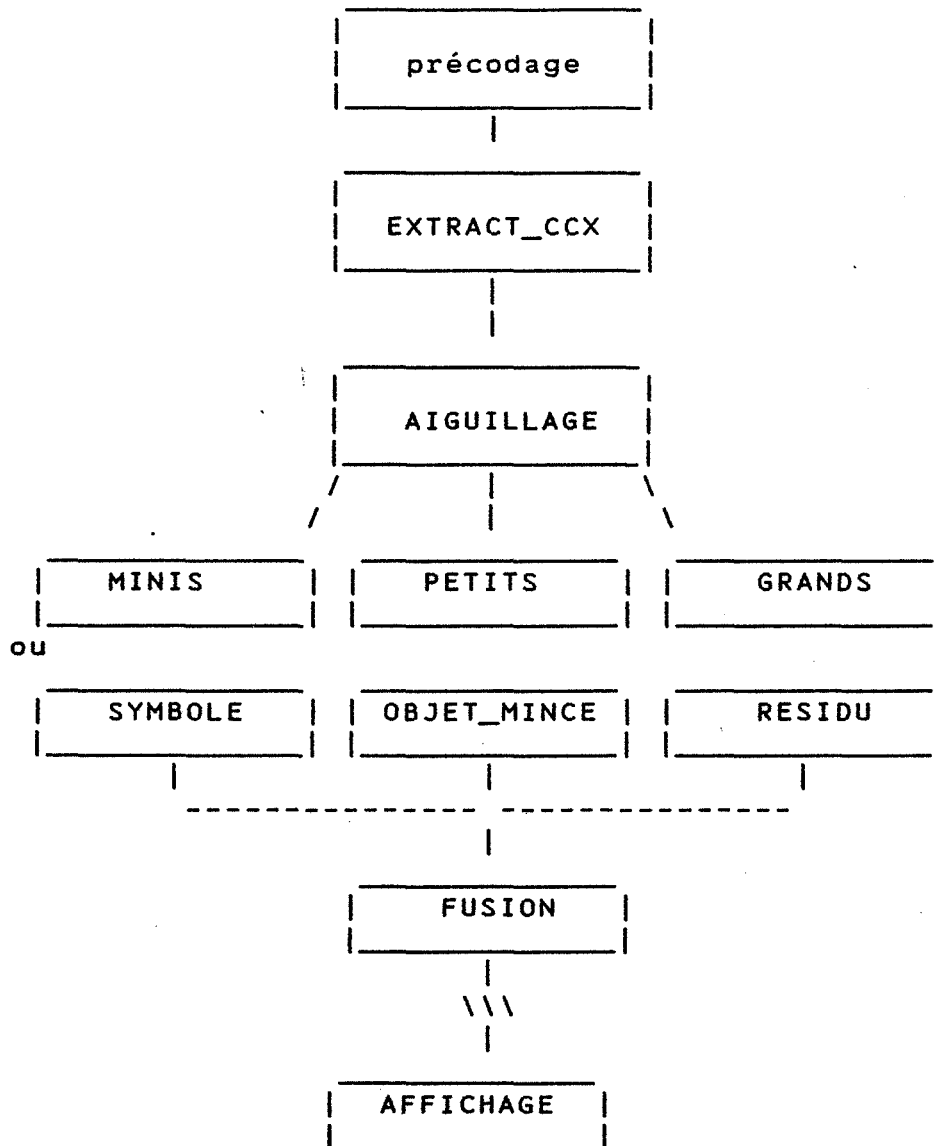 précodage
EXTRACT_CCX
AIGUILLAGE
MINIS PETITS GRANDS
ou
SYMBOLE OBJET_MINCE RESIDU
FUSION
\\\
AFFICHAGE